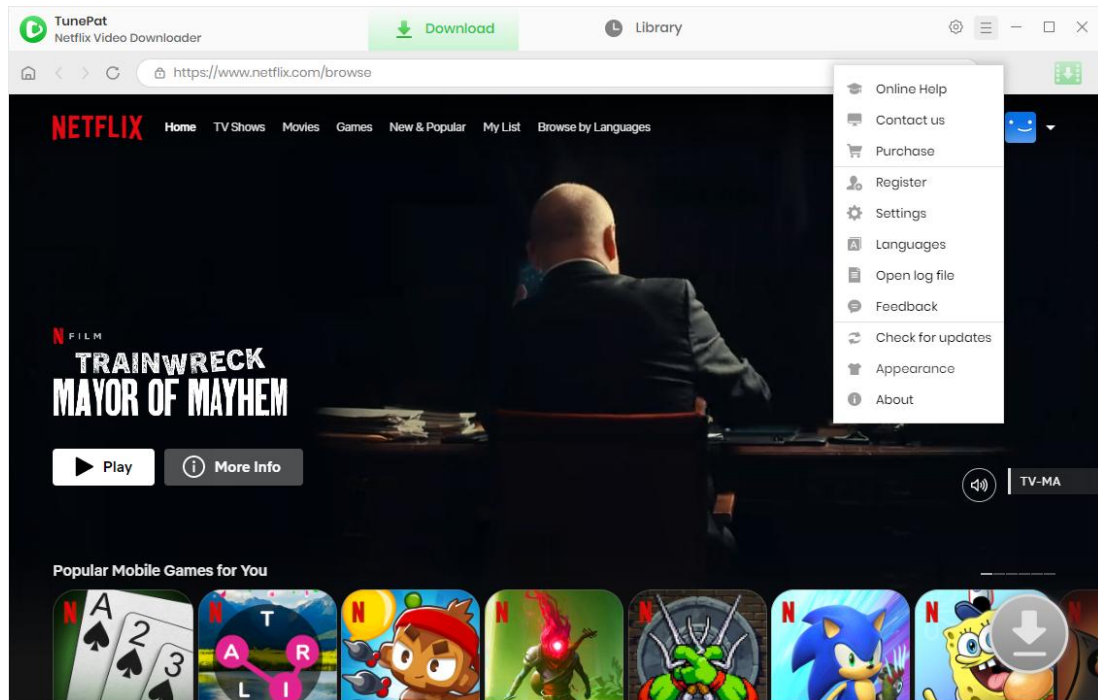 TunePat
Netflix Video Downloader
Download
Library
https://www.netflix.com/browse
Online Help
Contact us
Purchase
Register
Settings
Languages
Open log file
Feedback
Check for updates
Appearance
About
NETFLIX Home TV Shows Movies Games New & Popular My List Browse by Languages
N FILM
TRAINWRECK
MAYOR OF MAYHEM
Play
More Info
TV-MA
Popular Mobile Games for You
N A 2 3
N T A R L I
N
N
N
N
N